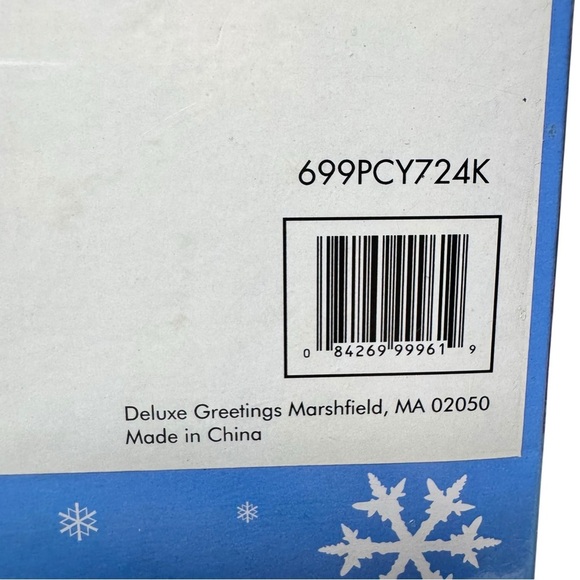 699PCY724K
0 84269 99961 9
Deluxe Greetings Marshfield, MA 02050
Made in China